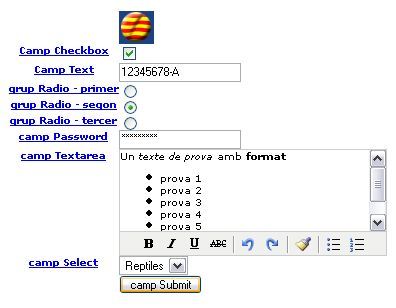 Camp Checkbox
Camp Text 12345678-A
grup Radio - primer
grup Radio - segon
grup Radio - tercer
camp Password *********
camp Textarea Un texte de prova amb format
prova 1
prova 2
prova 3
prova 4
prova 5
B I U ABC
camp Select Reptiles
camp Submit